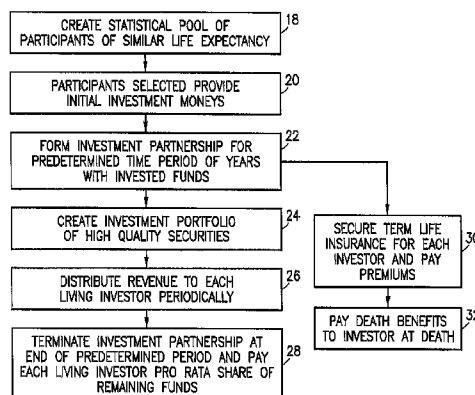 CREATE STATISTICAL POOL OF
PARTICIPANTS OF SIMILAR LIFE EXPECTANCY
18
PARTICIPANTS SELECTED PROVIDE
INITIAL INVESTMENT MONEYS
20
FORM INVESTMENT PARTNERSHIP FOR
PREDETERMINED TIME PERIOD OF YEARS
WITH INVESTED FUNDS
22
CREATE INVESTMENT PORTFOLIO
OF HIGH QUALITY SECURITIES
24
DISTRIBUTE REVENUE TO EACH
LIVING INVESTOR PERIODICALLY
26
TERMINATE INVESTMENT PARTNERSHIP AT
END OF PREDETERMINED PERIOD AND PAY
EACH LIVING INVESTOR PRO RATA SHARE OF
REMAINING FUNDS
28
SECURE TERM LIFE
INSURANCE FOR EACH
INVESTOR AND PAY
PREMIUMS
30
PAY DEATH BENEFITS
TO INVESTOR AT DEATH
32